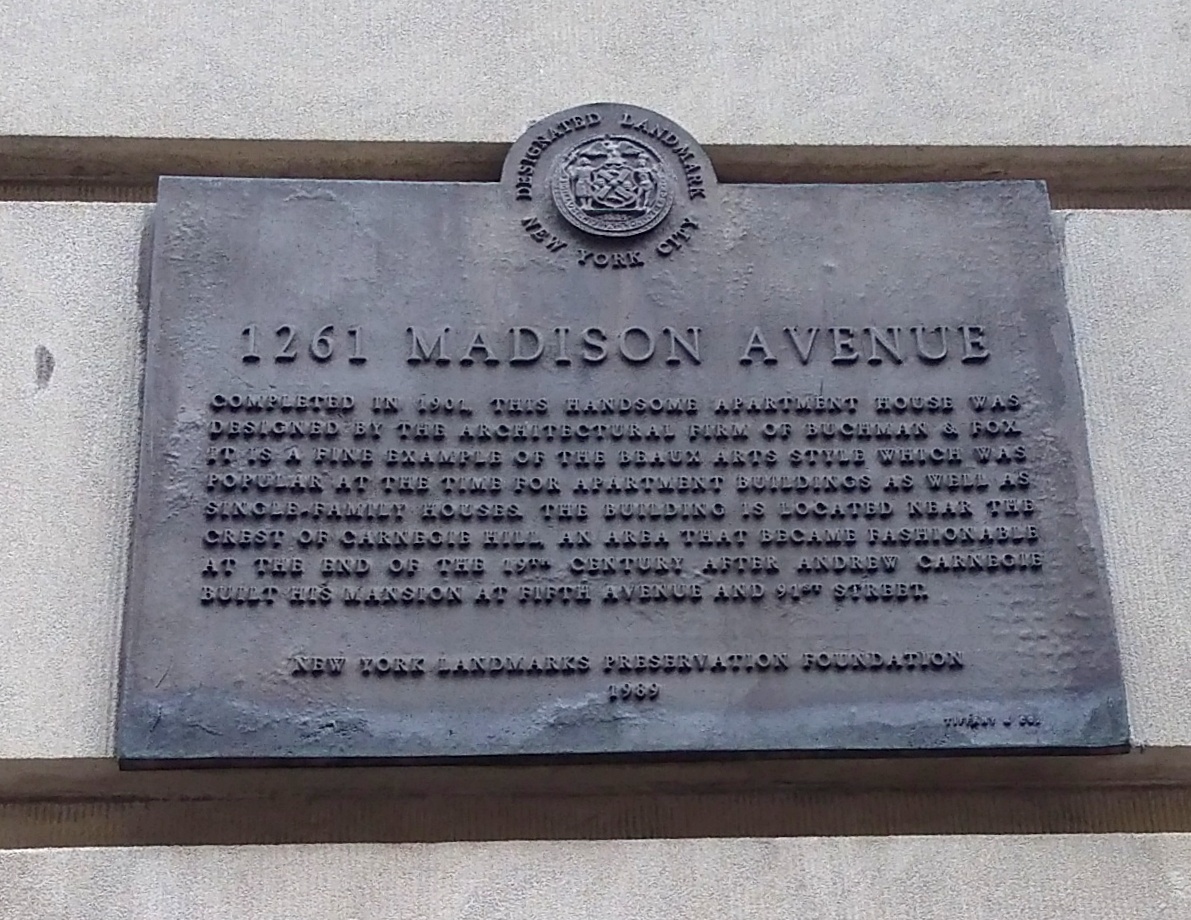 DESIGNATED LANDMARK
NEW YORK CITY
1261 MADISON AVENUE
COMPLETED IN 1901, THIS HANDSOME APARTMENT HOUSE WAS
DESIGNED BY THE ARCHITECTURAL FIRM OF BUCHMAN & FOX.
IT IS A FINE EXAMPLE OF THE BEAUX ARTS STYLE WHICH WAS
POPULAR AT THE TIME FOR APARTMENT BUILDINGS AS WELL AS
SINGLE-FAMILY HOUSES. THE BUILDING IS LOCATED NEAR THE
CREST OF CARNEGIE HILL, AN AREA THAT BECAME FASHIONABLE
AT THE END OF THE 19TH CENTURY AFTER ANDREW CARNEGIE
BUILT HIS MANSION AT FIFTH AVENUE AND 91ST STREET.
NEW YORK LANDMARKS PRESERVATION FOUNDATION
1989
TIFFANY & CO.